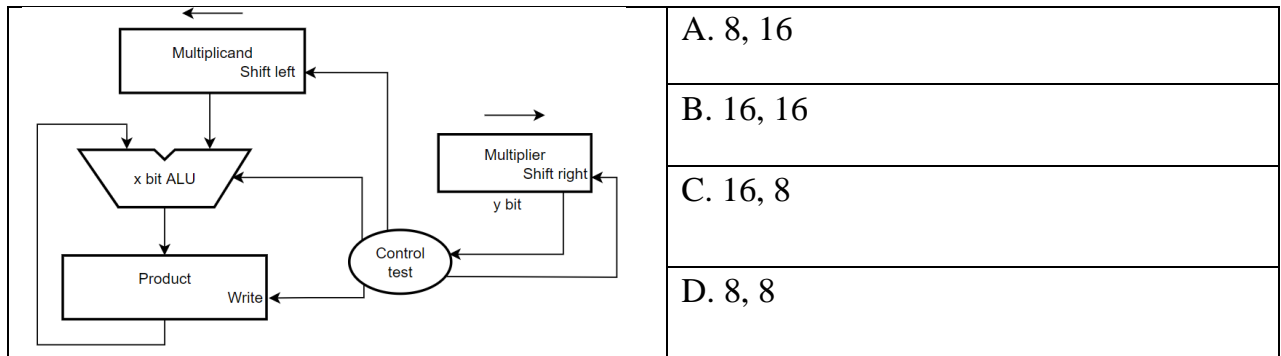 Multiplicand
Shift left
Multiplier
Shift right
y bit
x bit ALU
Control
test
Product
Write
A. 8, 16
B. 16, 16
C. 16, 8
D. 8, 8